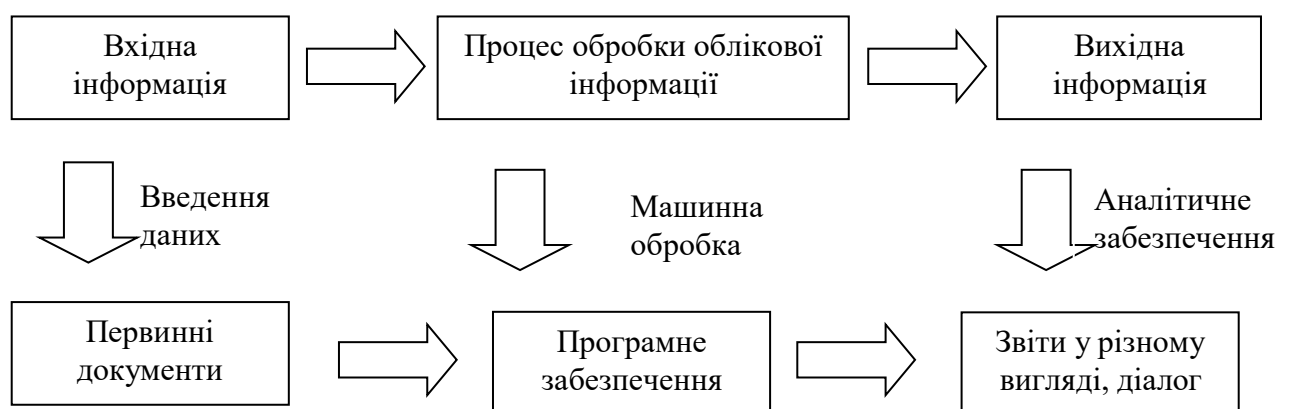 Вхідна
інформація
Процес обробки облікової
інформації
Вихідна
інформація
Введення
даних
Машинна
обробка
Аналітичне
забезпечення
Первинні
документи
Програмне
забезпечення
Звіти у різному
вигляді, діалог